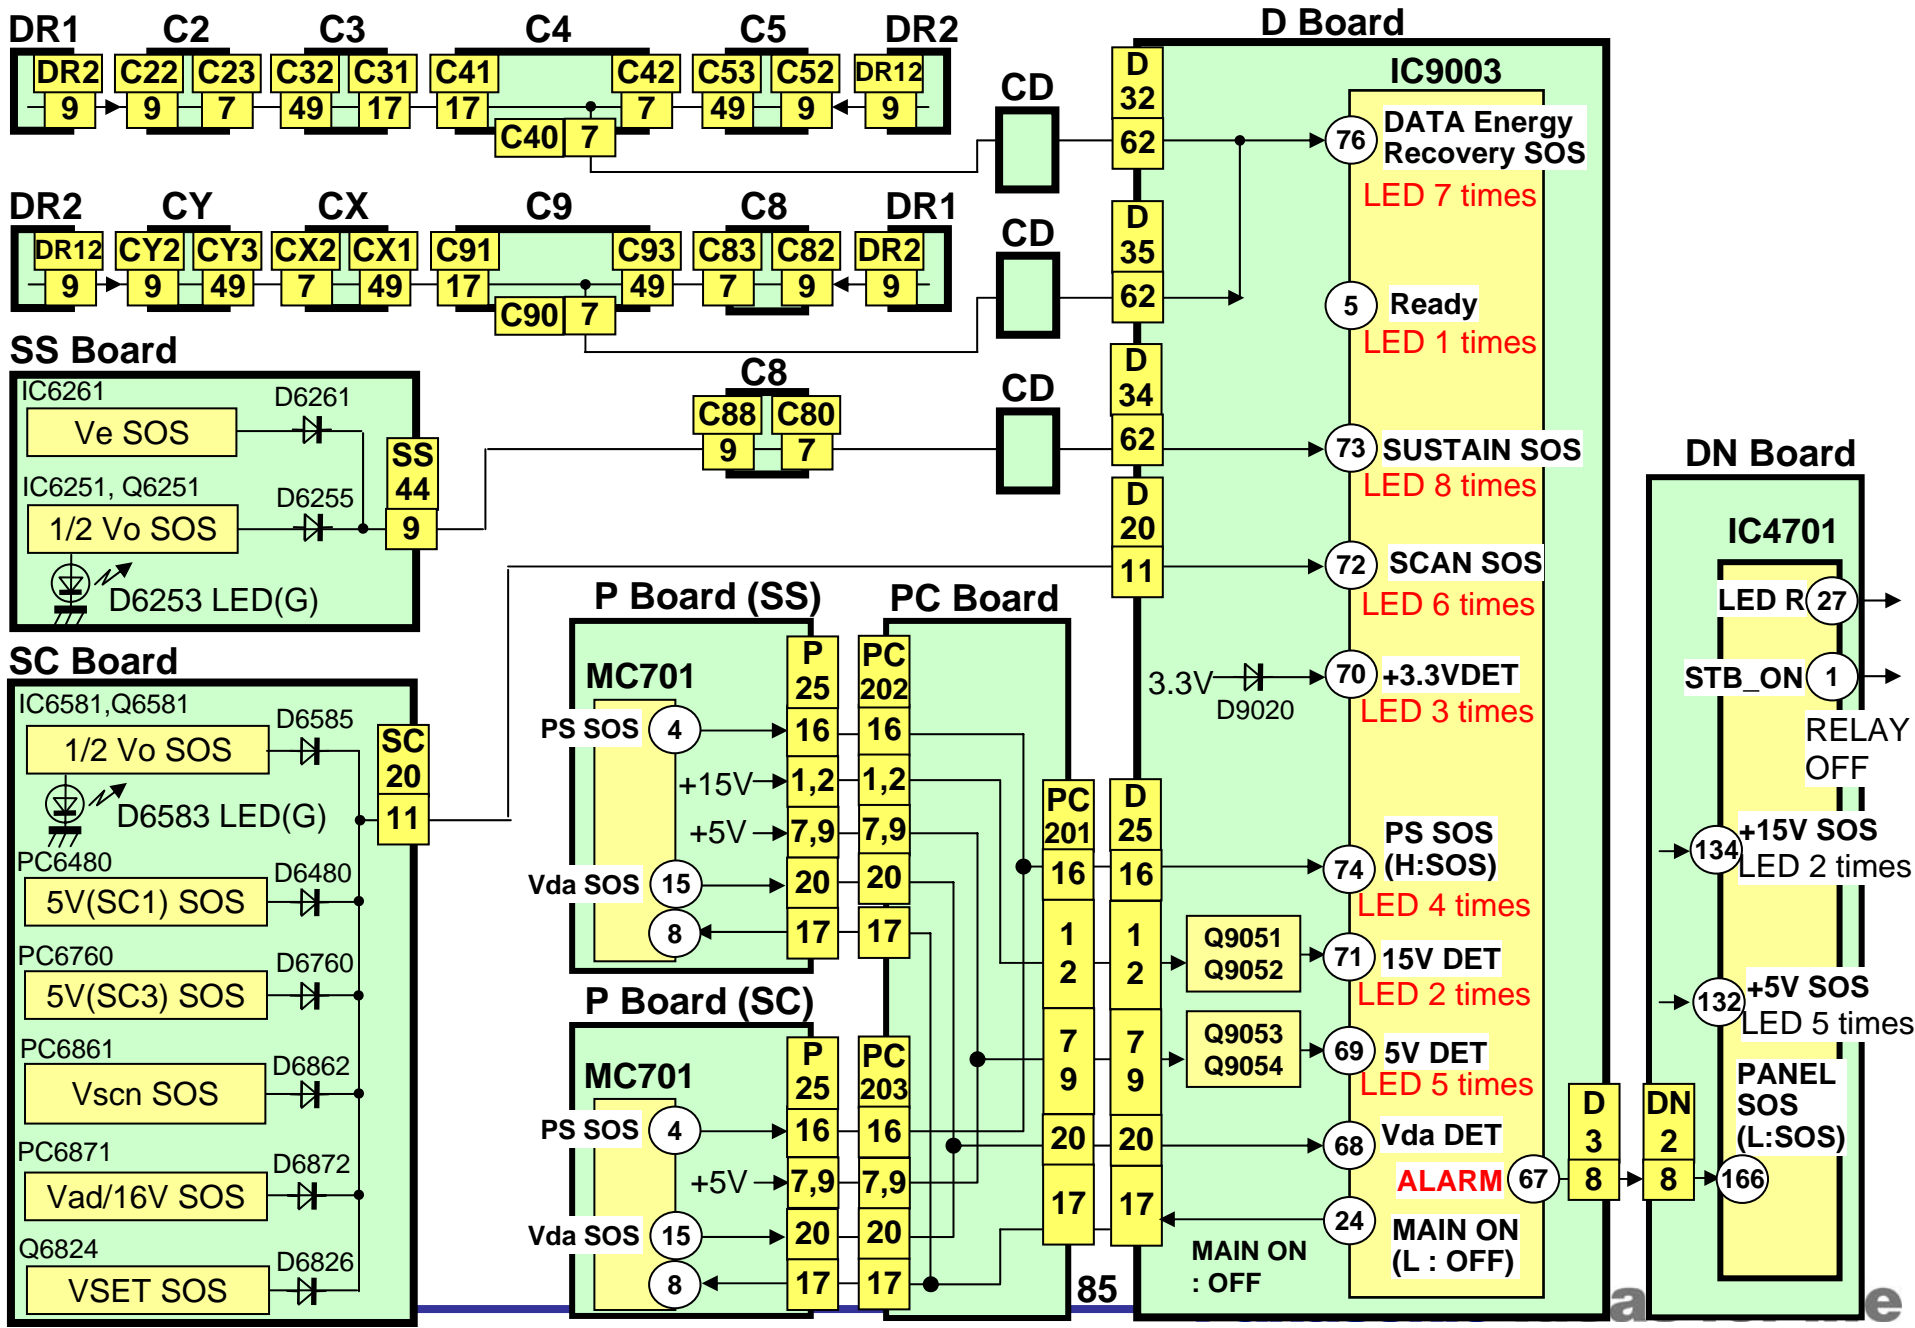 D Board
DR1 C2 C3 C4 C5 DR2
DR2 C22 C23 C32 C31 C41 C42 C53 C52 DR12
9 9 7 49 17 17 7 49 9 9
C40 7
CD
D
32
62
IC9003
76 DATA Energy
Recovery SOS
LED 7 times
DR2 CY CX C9 C8 DR1
DR12 CY2 CY3 CX2 CX1 C91 C93 C83 C82 DR2
9 9 49 7 49 17 49 7 9 9
C90 7
CD
D
35
62
5 Ready
LED 1 times
SS Board
IC6261
Ve SOS
D6261
IC6251, Q6251
1/2 Vo SOS
D6255
D6253 LED(G)
SS
44
9
C8
C88 C80
9 7
CD
D
34
62
73 SUSTAIN SOS
LED 8 times
D
20
11
72 SCAN SOS
LED 6 times
SC Board
IC6581,Q6581
1/2 Vo SOS
D6585
D6583 LED(G)
SC
20
11
PC6480
5V(SC1) SOS
D6480
PC6760
5V(SC3) SOS
D6760
PC6861
Vscn SOS
D6862
PC6871
Vad/16V SOS
D6872
Q6824
VSET SOS
D6826
P Board (SS)
MC701
PS SOS 4
+15V
+5V
Vda SOS 15
8
P
25
16
1,2
7,9
20
17
PC Board
PC
202
16
1,2
7,9
20
17
P Board (SC)
MC701
PS SOS 4
+5V
Vda SOS 15
8
P
25
16
7,9
20
17
PC
203
16
7,9
20
17
PC
201
16
1
2
7
9
20
17
D
25
16
1
2
7
9
20
17
85
3.3V
D9020
70 +3.3VDET
LED 3 times
74 PS SOS
(H:SOS)
LED 4 times
Q9051
Q9052
71 15V DET
LED 2 times
Q9053
Q9054
69 5V DET
LED 5 times
68 Vda DET
ALARM 67
24 MAIN ON
(L : OFF)
MAIN ON
: OFF
D
3
8
DN Board
DN
2
8
IC4701
LED R 27
STB_ON 1
RELAY
OFF
134 +15V SOS
LED 2 times
132 +5V SOS
LED 5 times
PANEL
SOS
(L:SOS)
166